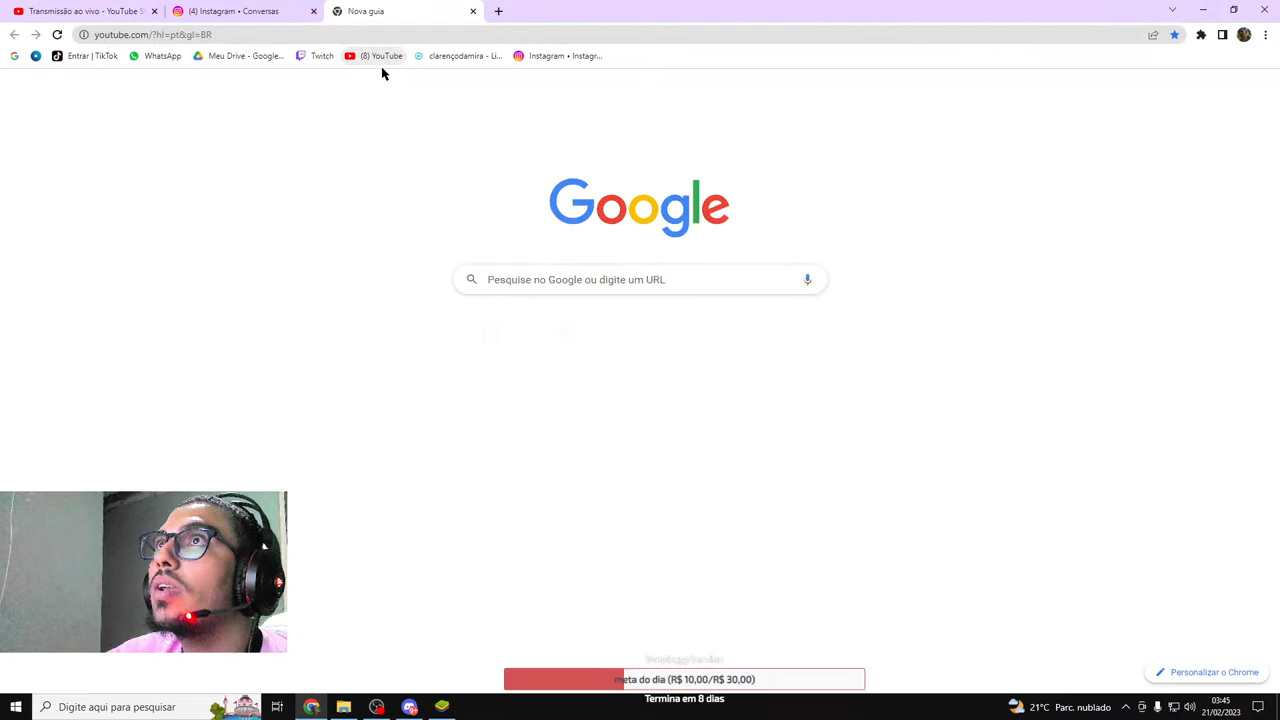 Transmissão ao vivo - YouTube S
(4) Instagram • Conversas
Nova guia
youtube.com/?hl=pt&gl=BR
Entrar | TikTok
WhatsApp
Meu Drive - Google...
Twitch
(8) YouTube
clarençodamira - Li...
Instagram • Instagr...
Google
Pesquise no Google ou digite um URL
meta do dia (R$ 10,00/R$ 30,00)
Personalizar o Chrome
Termina em 8 dias
Digite aqui para pesquisar
21°C Parc. nublado
03:45
21/02/2023